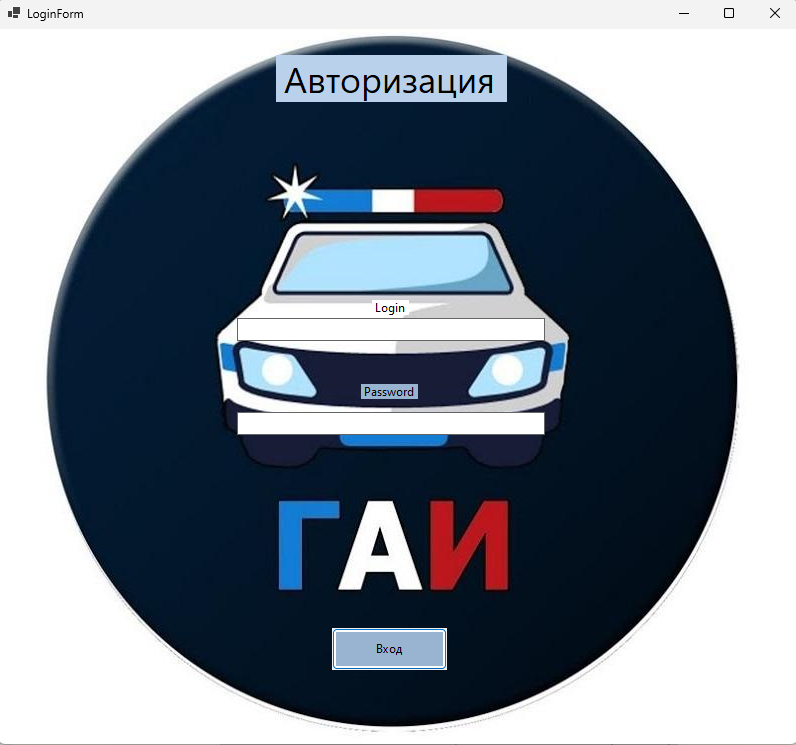 LoginForm
Авторизация
Login
Password
ГАИ
Вход